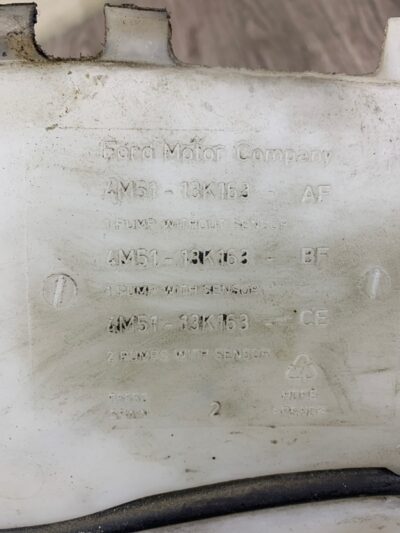 Ford Motor Company
4M51-13K163 - AF
1 PUMP WITHOUT SENSOR
4M51-13K163 - BF
1 PUMP WITH SENSOR
4M51-13K163 - CF
2 PUMPS WITH SENSOR
2